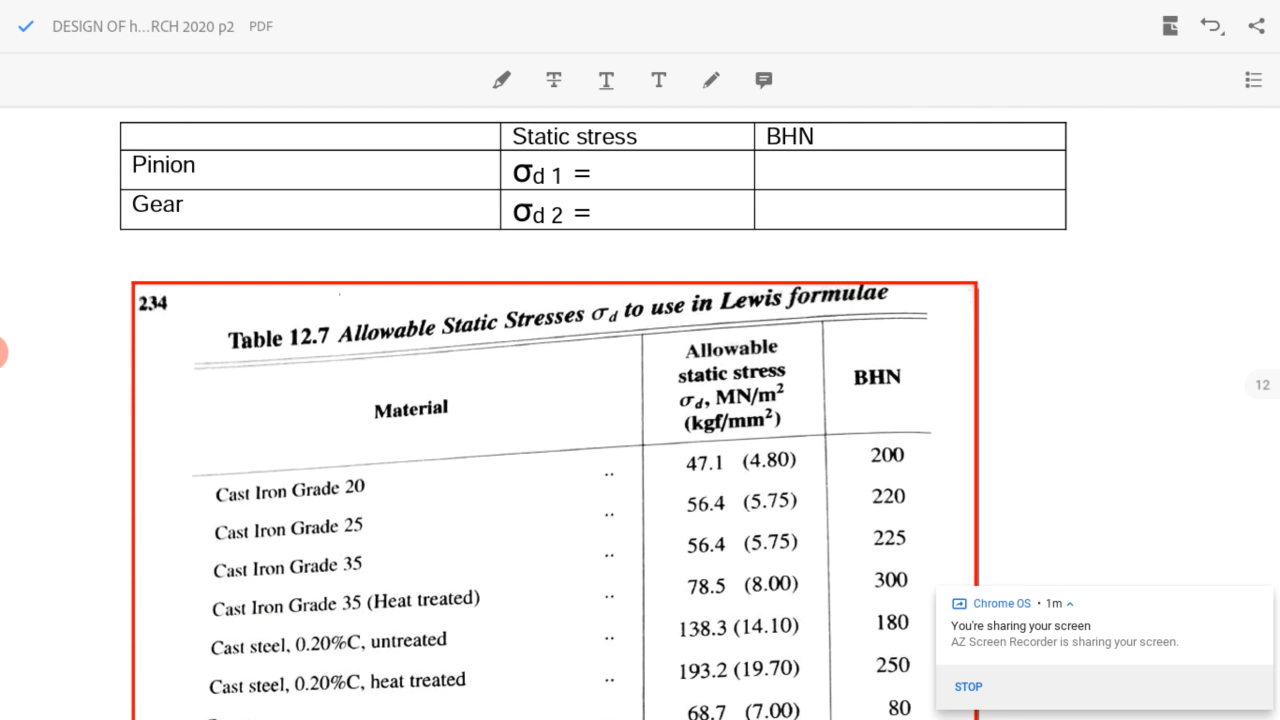 DESIGN OF h...RCH 2020 p2 PDF
Static stress BHN
Pinion σd 1 =
Gear σd 2 =
234
Table 12.7 Allowable Static Stresses σd to use in Lewis formulae
Material Allowable static stress σd, MN/m² (kgf/mm²) BHN
Cast Iron Grade 20 .. 47.1 (4.80) 200
Cast Iron Grade 25 .. 56.4 (5.75) 220
Cast Iron Grade 35 .. 56.4 (5.75) 225
Cast Iron Grade 35 (Heat treated) .. 78.5 (8.00) 300
Cast steel, 0.20%C, untreated .. 138.3 (14.10) 180
Cast steel, 0.20%C, heat treated .. 193.2 (19.70) 250
68.7 (7.00) 80
12
Chrome OS • 1m
You're sharing your screen
AZ Screen Recorder is sharing your screen.
STOP